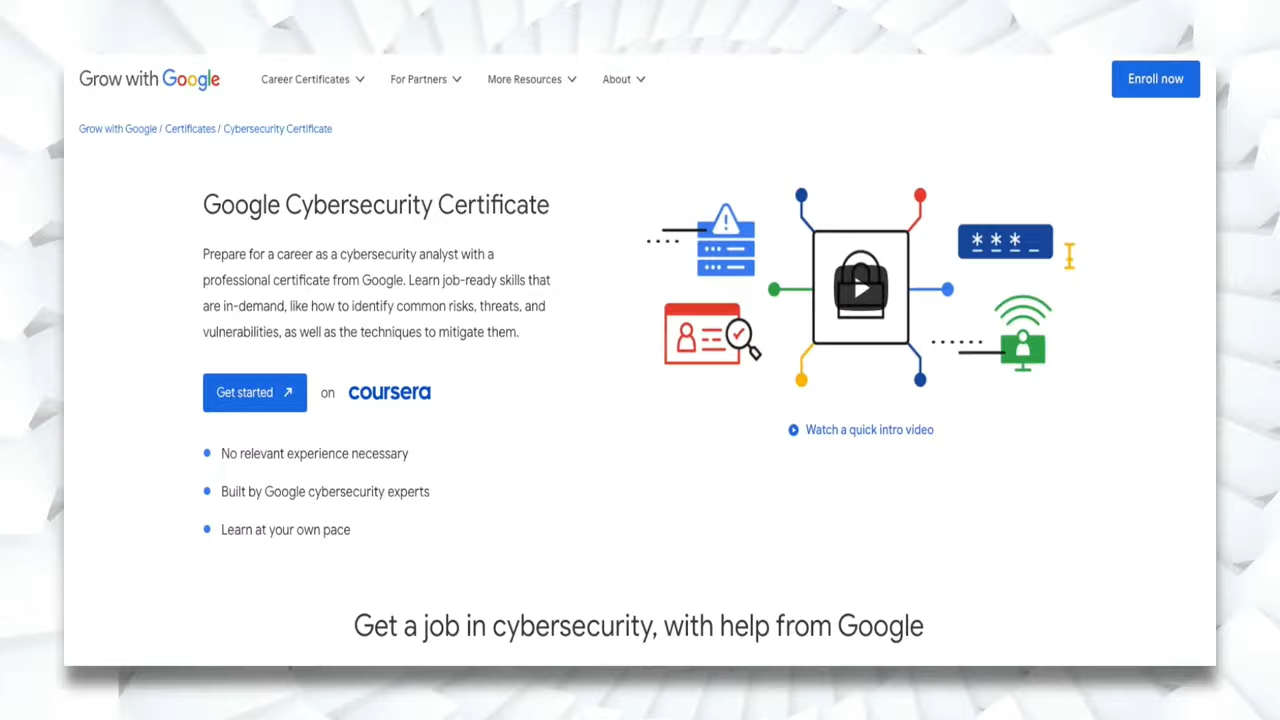 Grow with Google Career Certificates For Partners More Resources About Enroll now
Grow with Google / Certificates / Cybersecurity Certificate
Google Cybersecurity Certificate
Prepare for a career as a cybersecurity analyst with a
professional certificate from Google. Learn job-ready skills that
are in-demand, like how to identify common risks, threats, and
vulnerabilities, as well as the techniques to mitigate them.
Get started on coursera
No relevant experience necessary
Built by Google cybersecurity experts
Learn at your own pace
* * * _
Watch a quick intro video
Get a job in cybersecurity, with help from Google